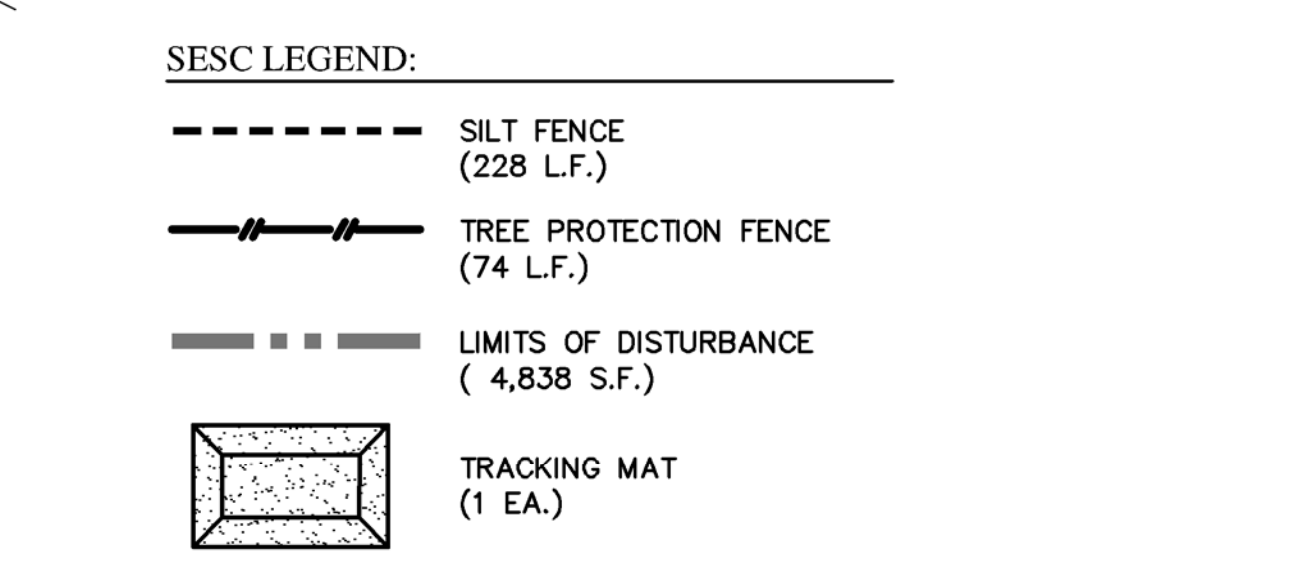 SESC LEGEND:
SILT FENCE
(228 L.F.)
TREE PROTECTION FENCE
(74 L.F.)
LIMITS OF DISTURBANCE
( 4,838 S.F.)
TRACKING MAT
(1 EA.)